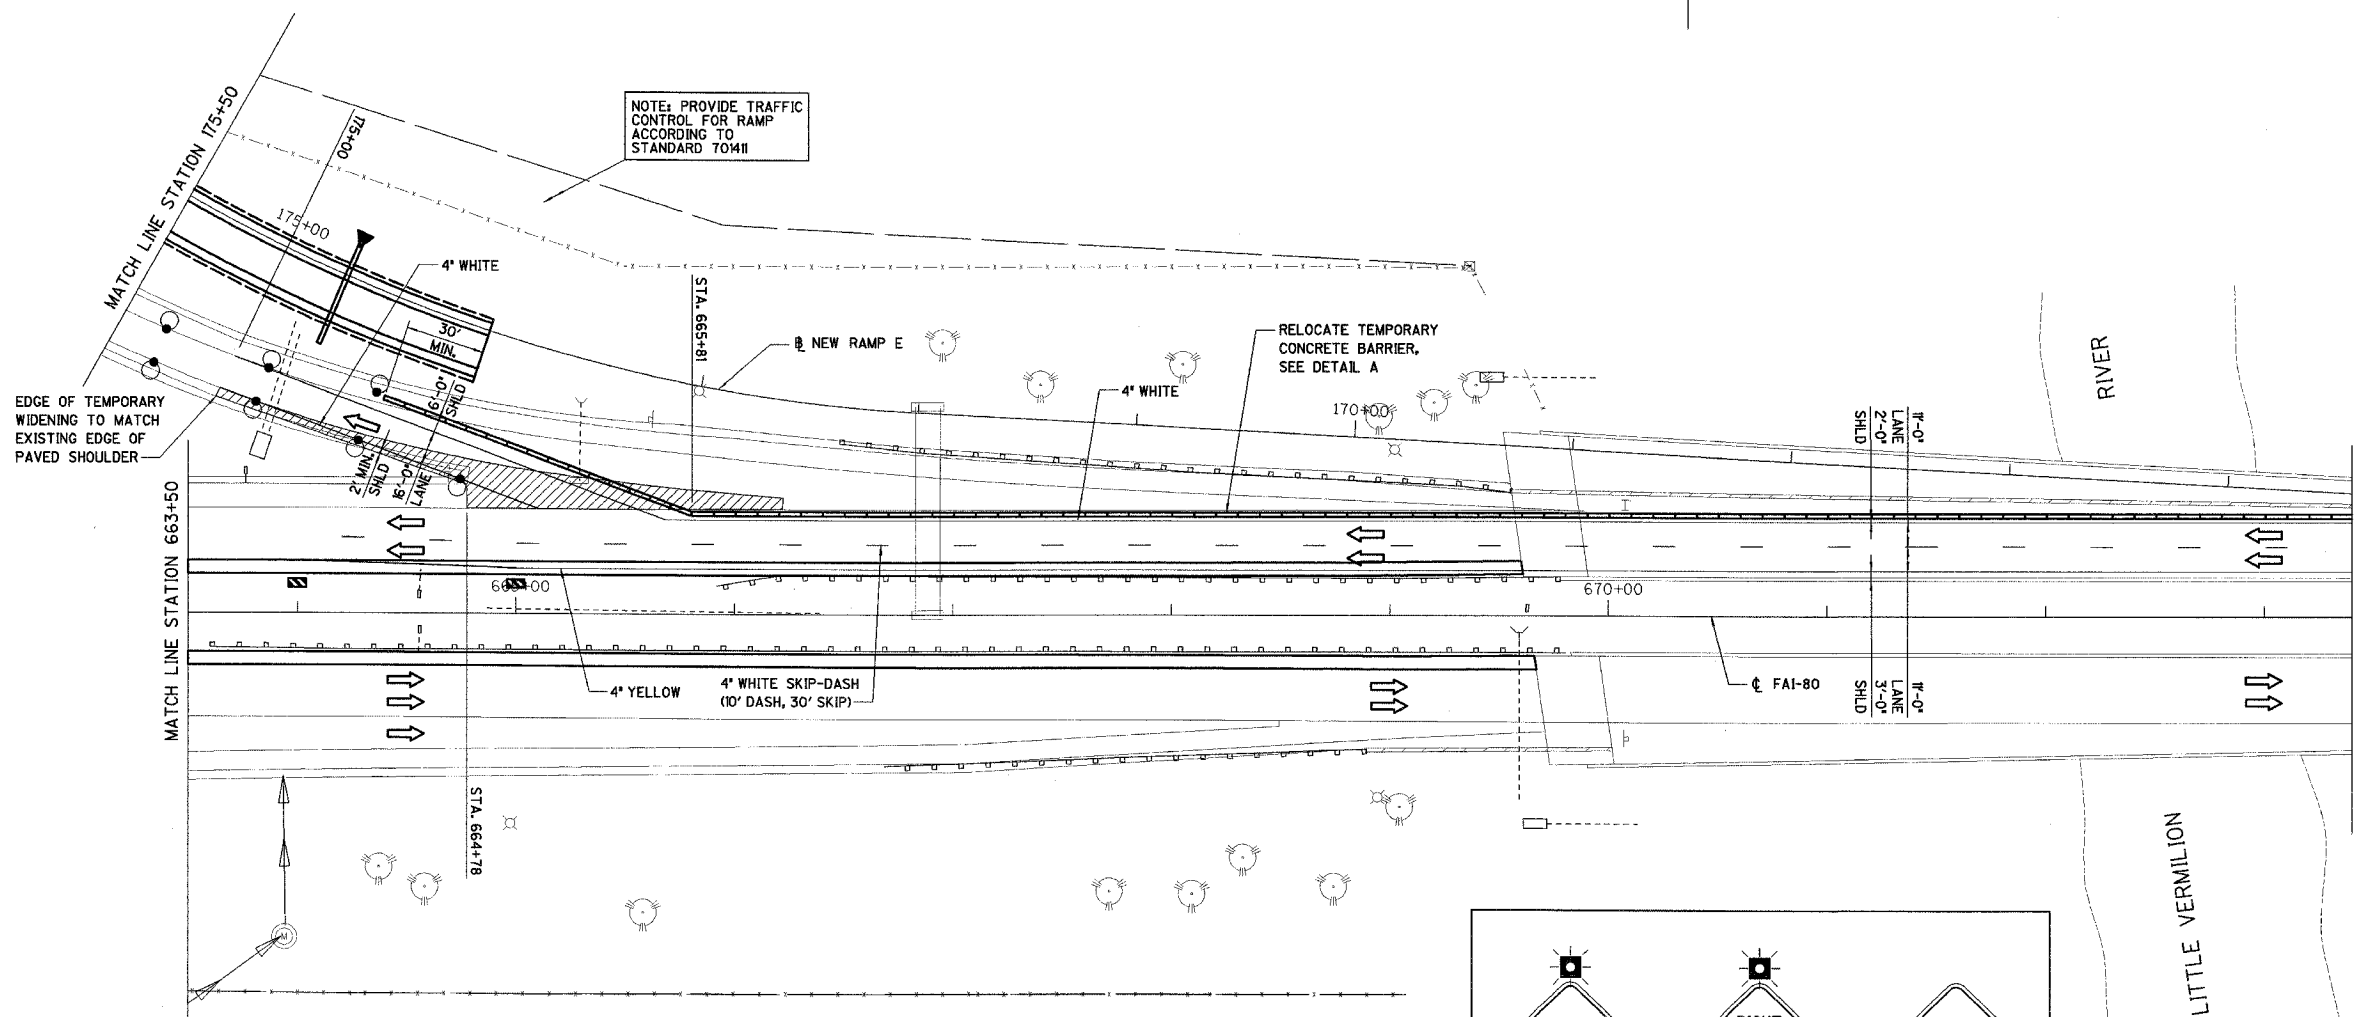 MATCH LINE STATION 175+50
175+00
NOTE: PROVIDE TRAFFIC
CONTROL FOR RAMP
ACCORDING TO
STANDARD 701411
175+00
4" WHITE
30'
MIN.
6'-0"
SHLD
STA. 665+81
℄ NEW RAMP E
RELOCATE TEMPORARY
CONCRETE BARRIER,
SEE DETAIL A
4" WHITE
170+00
RIVER
EDGE OF TEMPORARY
WIDENING TO MATCH
EXISTING EDGE OF
PAVED SHOULDER
2' MIN.
SHLD
16'-0"
LANE
11'-0"
LANE
2'-0"
SHLD
MATCH LINE STATION 663+50
665+00
670+00
4" YELLOW
4" WHITE SKIP-DASH
(10' DASH, 30' SKIP)
℄ FAI-80
11'-0"
LANE
3'-0"
SHLD
STA. 664+78
M
LITTLE VERMILION